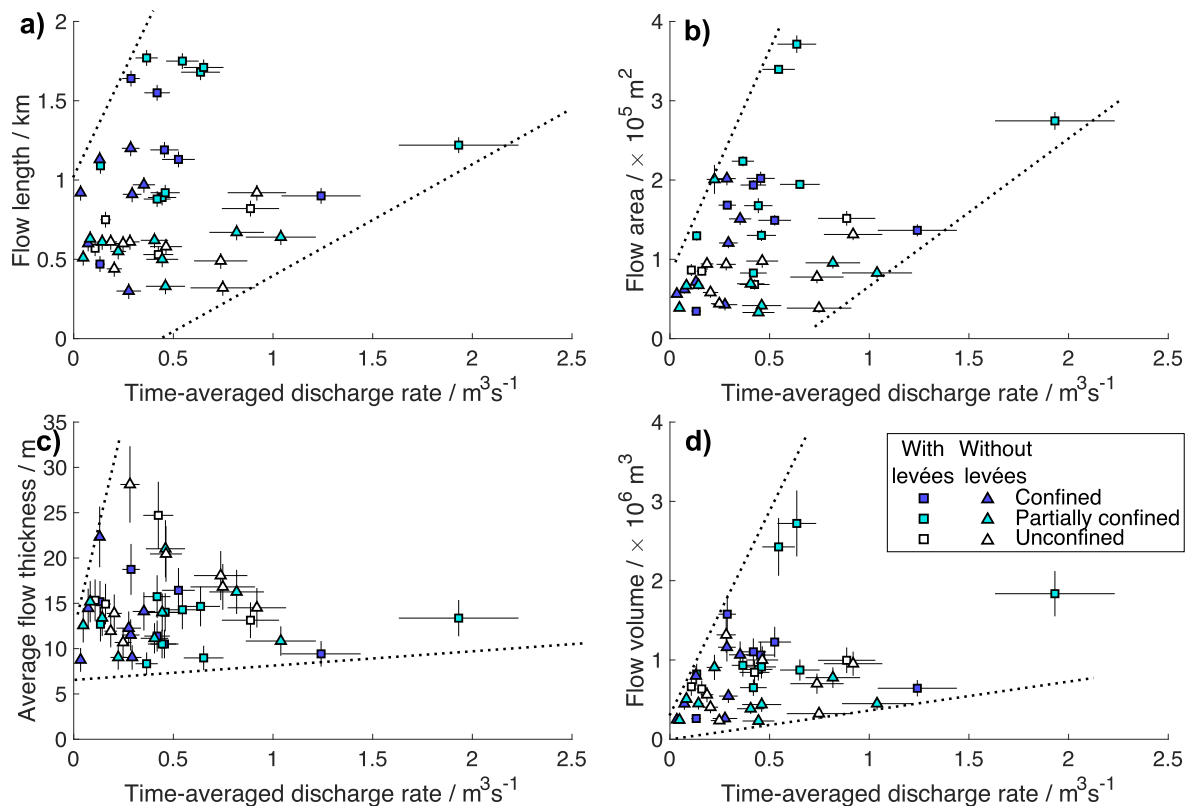 a)
2
1.5
1
0.5
0
Flow length / km
0 0.5 1 1.5 2 2.5
Time-averaged discharge rate / m³s⁻¹
b)
4
3
2
1
0
Flow area / × 10⁵ m²
0 0.5 1 1.5 2 2.5
Time-averaged discharge rate / m³s⁻¹
c)
35
30
25
20
15
10
5
0
Average flow thickness / m
0 0.5 1 1.5 2 2.5
Time-averaged discharge rate / m³s⁻¹
d)
4
3
2
1
0
Flow volume / × 10⁶ m³
With Without
levées levées
Confined
Partially confined
Unconfined
0 0.5 1 1.5 2 2.5
Time-averaged discharge rate / m³s⁻¹